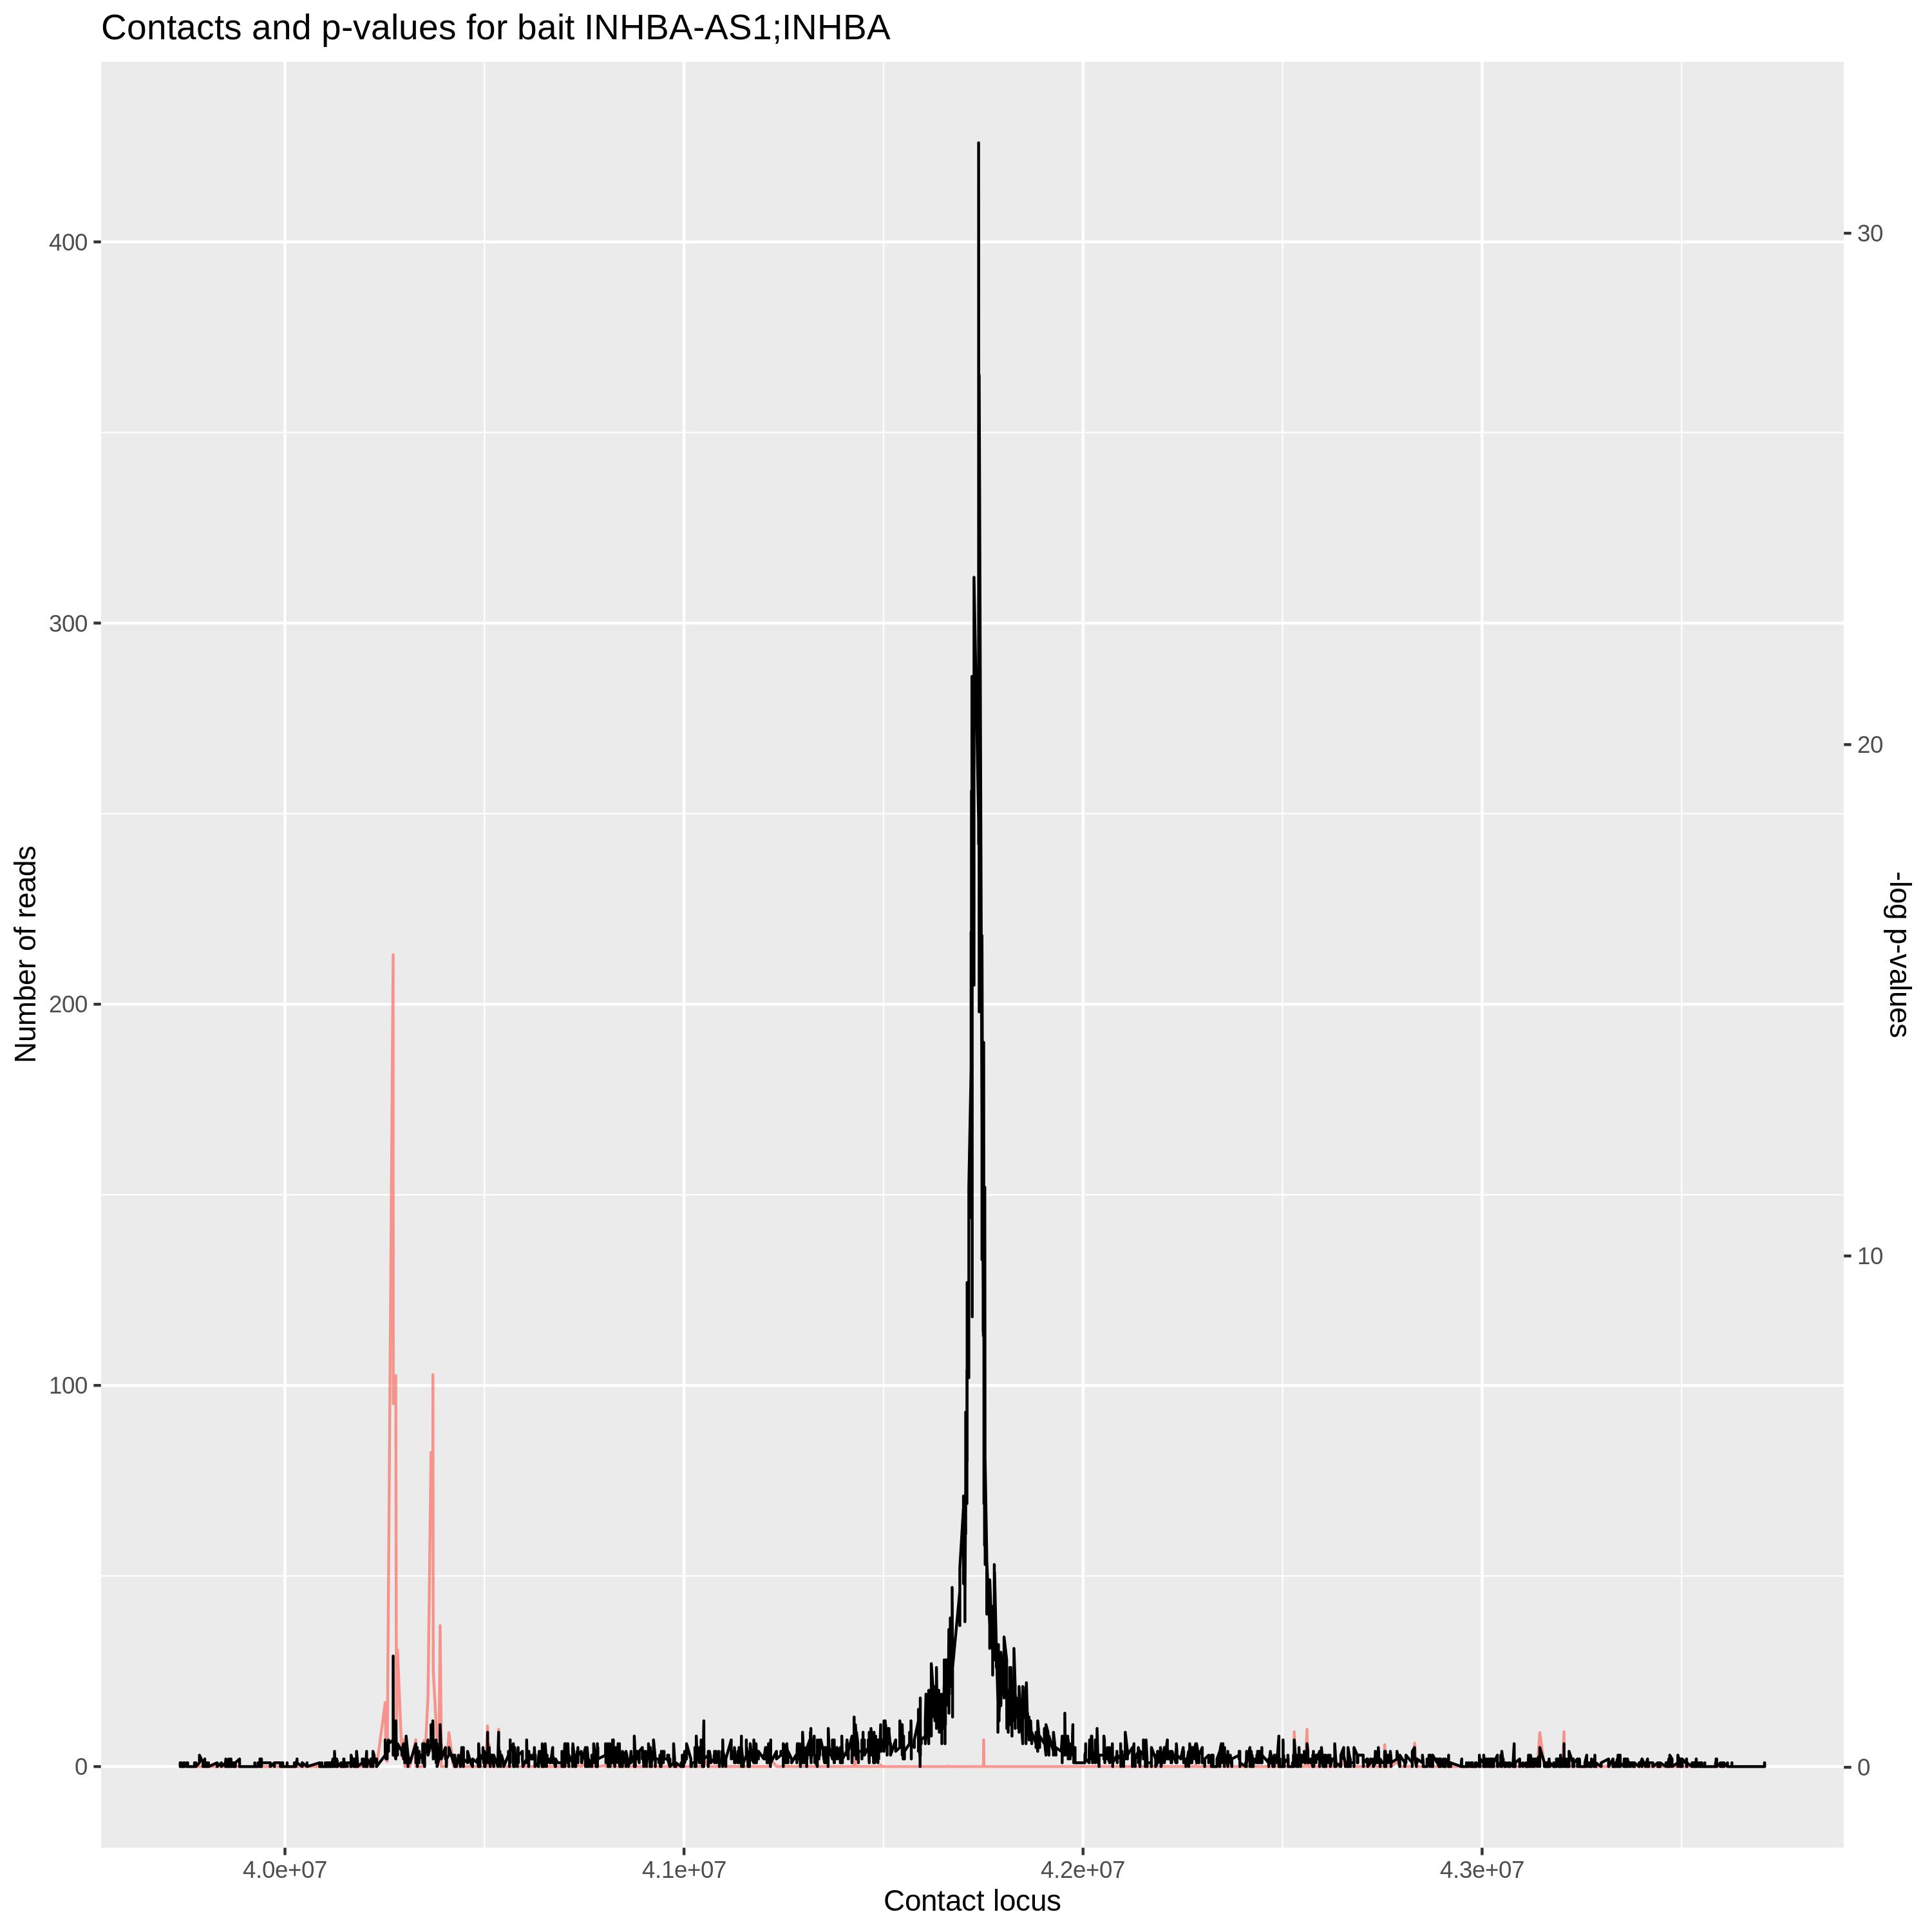 Contacts and p-values for bait INHBA-AS1;INHBA
400
300
200
100
0
Number of reads
30
20
10
0
-log p-values
4.0e+07
4.1e+07
4.2e+07
4.3e+07
Contact locus